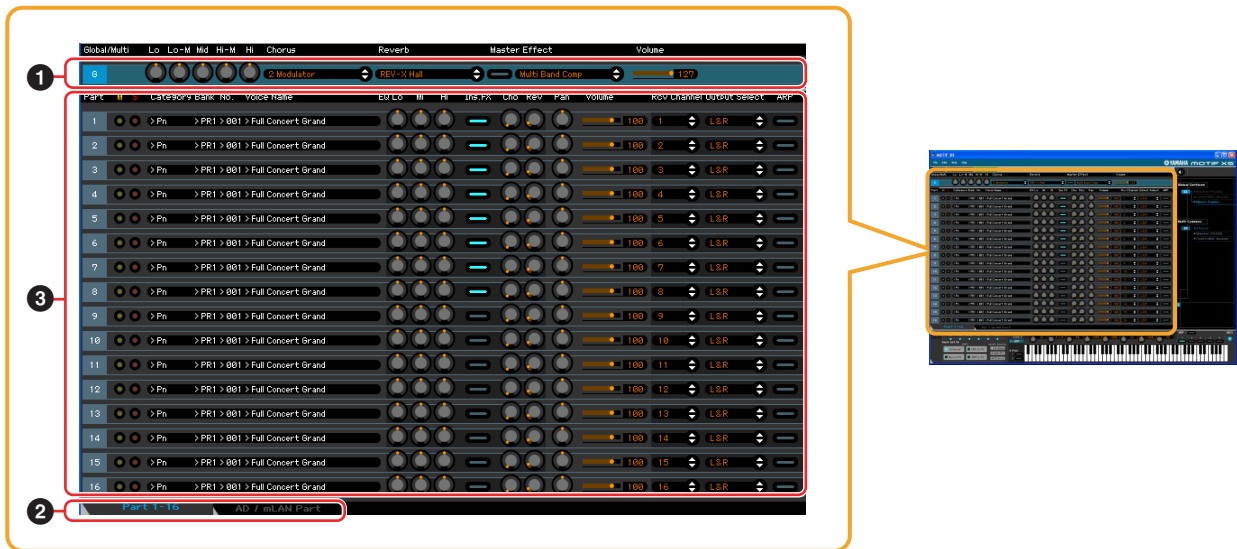 Global/Multi Lo Lo-M Mid Hi-M Hi Chorus Reverb Master Effect Volume
1 G 2 Modulator REV-X Hall Multi Band Comp 127
Part M S Category Bank No. Voice Name EQ Lo Mi Hi Ins.FX Cho Rev Pan Volume Rcv Channel Output Select ARP
1 > Pn > PR1 > 001 > Full Concert Grand 100 1 L&R
2 > Pn > PR1 > 001 > Full Concert Grand 100 2 L&R
3 > Pn > PR1 > 001 > Full Concert Grand 100 3 L&R
4 > Pn > PR1 > 001 > Full Concert Grand 100 4 L&R
5 > Pn > PR1 > 001 > Full Concert Grand 100 5 L&R
6 > Pn > PR1 > 001 > Full Concert Grand 100 6 L&R
7 > Pn > PR1 > 001 > Full Concert Grand 100 7 L&R
3 8 > Pn > PR1 > 001 > Full Concert Grand 100 8 L&R
9 > Pn > PR1 > 001 > Full Concert Grand 100 9 L&R
10 > Pn > PR1 > 001 > Full Concert Grand 100 10 L&R
11 > Pn > PR1 > 001 > Full Concert Grand 100 11 L&R
12 > Pn > PR1 > 001 > Full Concert Grand 100 12 L&R
13 > Pn > PR1 > 001 > Full Concert Grand 100 13 L&R
14 > Pn > PR1 > 001 > Full Concert Grand 100 14 L&R
15 > Pn > PR1 > 001 > Full Concert Grand 100 15 L&R
16 > Pn > PR1 > 001 > Full Concert Grand 100 16 L&R
2 Part 1-16 AD / mLAN Part
YAMAHA MOTIF XS